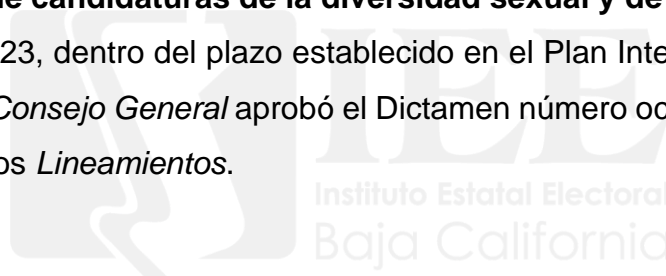 e candidaturas de la diversidad sexual y de
23, dentro del plazo establecido en el Plan Inte
Consejo General aprobó el Dictamen número oc
os Lineamientos.
IEE
Instituto Estatal Electoral
Baja California